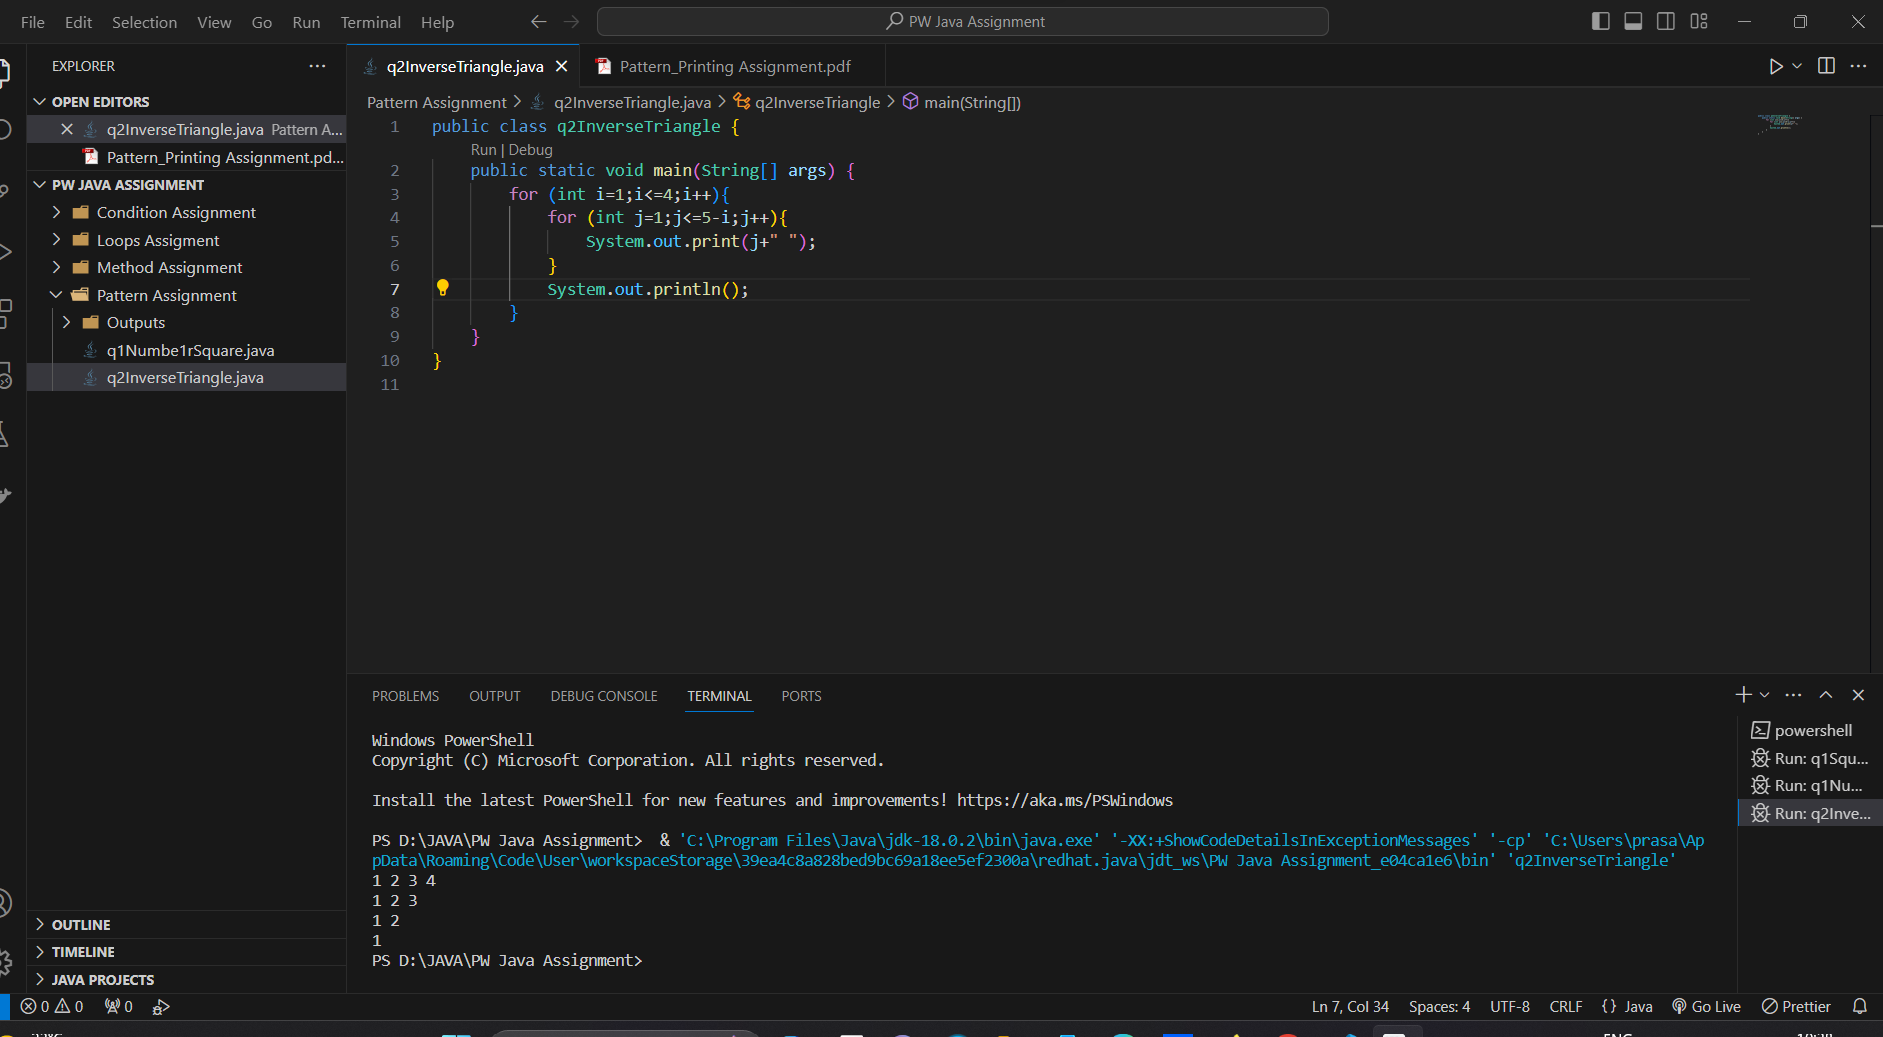 File Edit Selection View Go Run Terminal Help
PW Java Assignment
EXPLORER
OPEN EDITORS
q2InverseTriangle.java Pattern A...
Pattern_Printing Assignment.pd...
PW JAVA ASSIGNMENT
Condition Assignment
Loops Assigment
Method Assignment
Pattern Assignment
Outputs
q1Numbe1rSquare.java
q2InverseTriangle.java
OUTLINE
TIMELINE
JAVA PROJECTS
q2InverseTriangle.java Pattern_Printing Assignment.pdf
Pattern Assignment > q2InverseTriangle.java > q2InverseTriangle > main(String[])
1 public class q2InverseTriangle {
Run | Debug
2 public static void main(String[] args) {
3 for (int i=1;i<=4;i++){
4 for (int j=1;j<=5-i;j++){
5 System.out.print(j+" ");
6 }
7 System.out.println();
8 }
9 }
10 }
11
PROBLEMS OUTPUT DEBUG CONSOLE TERMINAL PORTS
Windows PowerShell
Copyright (C) Microsoft Corporation. All rights reserved.
Install the latest PowerShell for new features and improvements! https://aka.ms/PSWindows
PS D:\JAVA\PW Java Assignment>  & 'C:\Program Files\Java\jdk-18.0.2\bin\java.exe' '-XX:+ShowCodeDetailsInExceptionMessages' '-cp' 'C:\Users\prasa\Ap
pData\Roaming\Code\User\workspaceStorage\39ea4c8a828bed9bc69a18ee5ef2300a\redhat.java\jdt_ws\PW Java Assignment_e04ca1e6\bin' 'q2InverseTriangle'
1 2 3 4
1 2 3
1 2
1
PS D:\JAVA\PW Java Assignment>
powershell
Run: q1Squ...
Run: q1Nu...
Run: q2Inve...
0 0 0
Ln 7, Col 34 Spaces: 4 UTF-8 CRLF {} Java Go Live Prettier